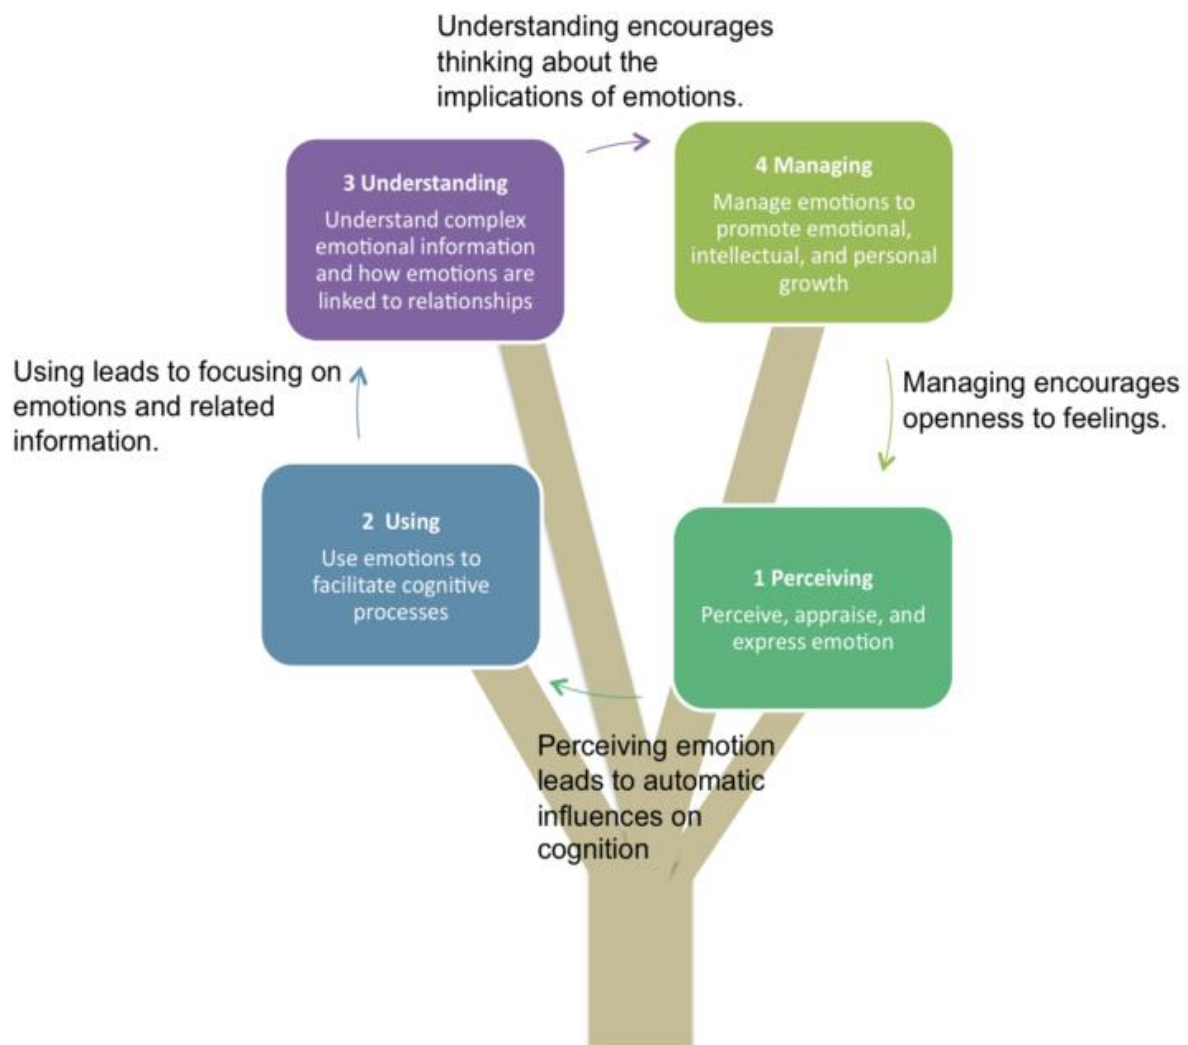 Understanding encourages
thinking about the
implications of emotions.
3 Understanding
Understand complex
emotional information
and how emotions are
linked to relationships
4 Managing
Manage emotions to
promote emotional,
intellectual, and personal
growth
Using leads to focusing on
emotions and related
information.
Managing encourages
openness to feelings.
2 Using
Use emotions to
facilitate cognitive
processes
1 Perceiving
Perceive, appraise, and
express emotion
Perceiving emotion
leads to automatic
influences on
cognition